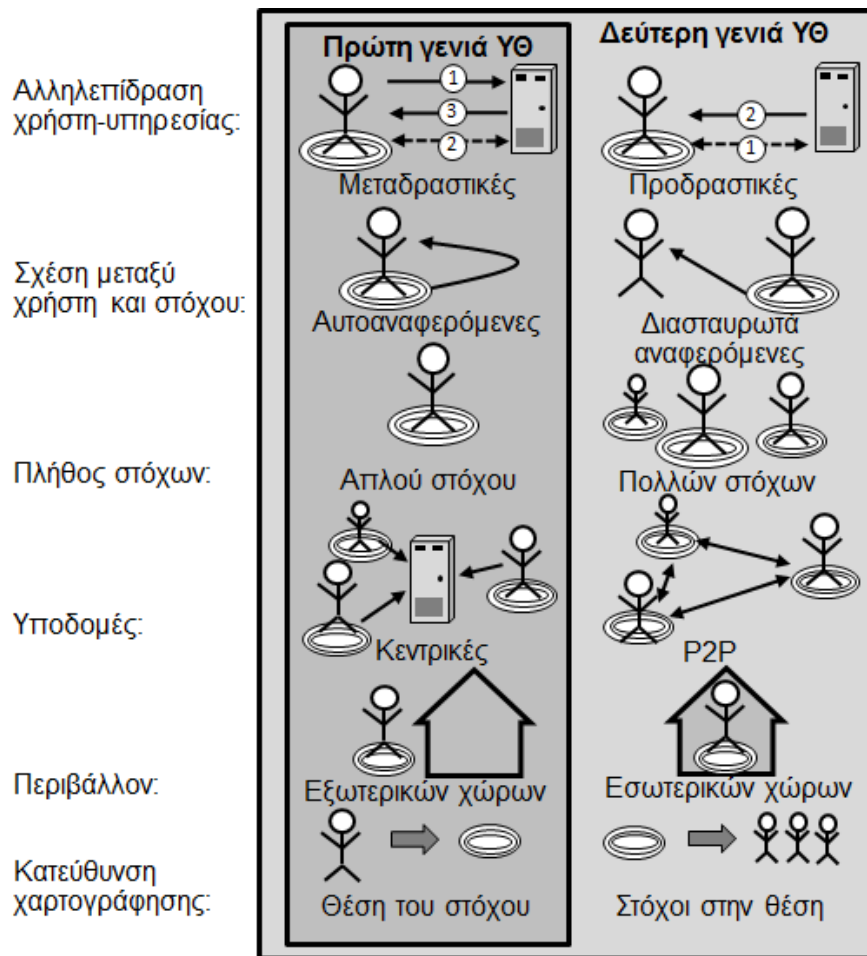 Πρώτη γενιά ΥΘ
Δεύτερη γενιά ΥΘ
Αλληλεπίδραση
χρήστη-υπηρεσίας:
1
3
2
2
1
Μεταδραστικές
Προδραστικές
Σχέση μεταξύ
χρήστη και στόχου:
Αυτοαναφερόμενες
Διασταυρωτά
αναφερόμενες
Πλήθος στόχων:
Απλού στόχου
Πολλών στόχων
Υποδομές:
Κεντρικές
P2P
Περιβάλλον:
Εξωτερικών χώρων
Εσωτερικών χώρων
Κατεύθυνση
χαρτογράφησης:
Θέση του στόχου
Στόχοι στην θέση